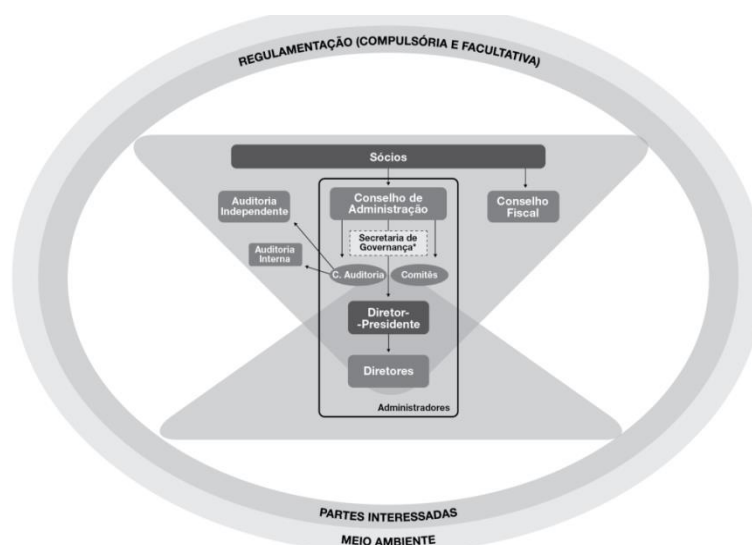 REGULAMENTAÇÃO (COMPULSÓRIA E FACULTATIVA)
Sócios
Auditoria
Independente
Conselho de
Administração
Conselho
Fiscal
Secretaria de
Governança*
Auditoria
Interna
C. Auditoria
Comitês
Diretor-
-Presidente
Diretores
Administradores
PARTES INTERESSADAS
MEIO AMBIENTE